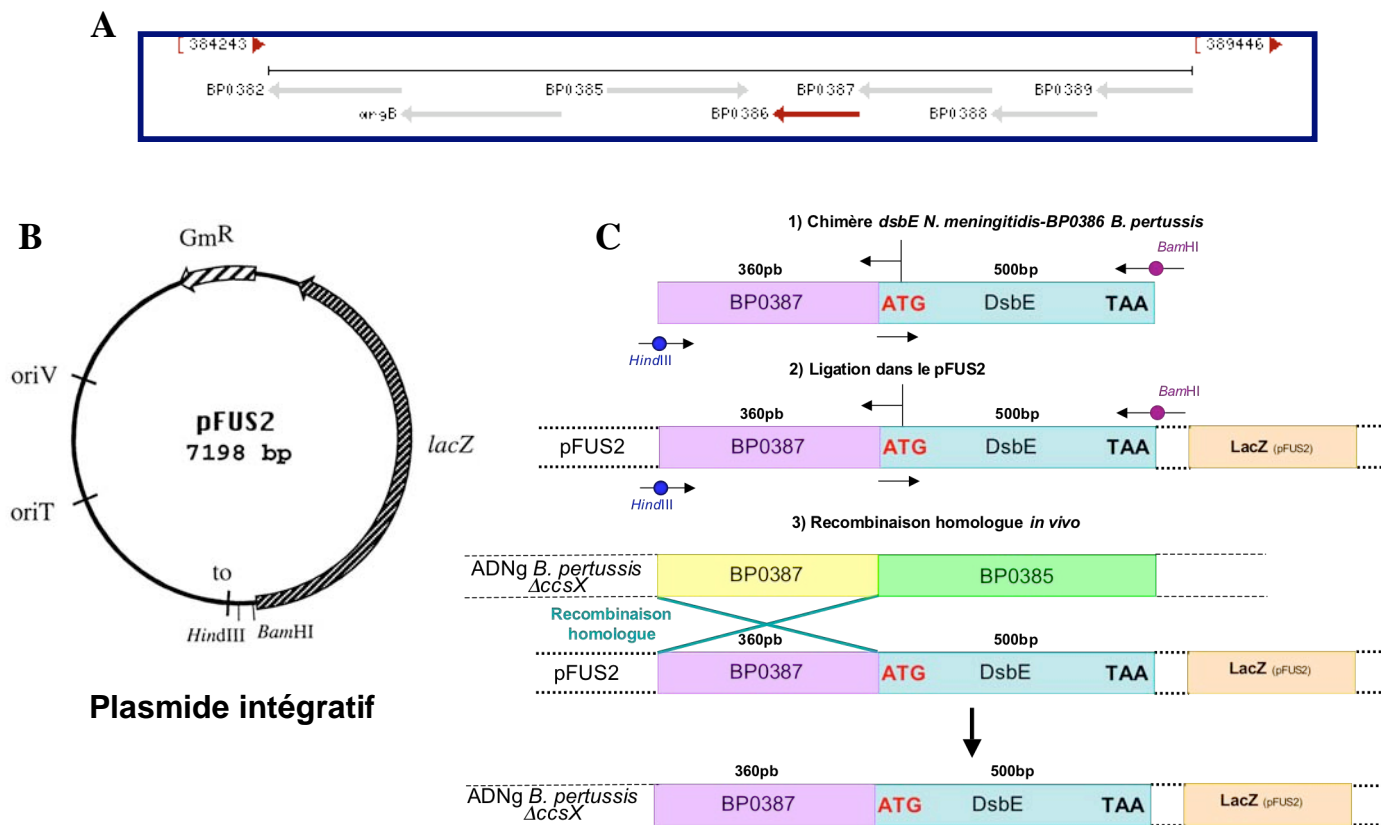 A
384243
389446
BP0382
BP0385
BP0387
BP0389
argB
BP0386
BP0388
B
GmR
oriV
pFUS2
7198 bp
lacZ
oriT
to
HindIII
BamHI
Plasmide intégratif
C
1) Chimère dsbE N. meningitidis-BP0386 B. pertussis
BamHI
360pb
500bp
BP0387
ATG
DsbE
TAA
HindIII
2) Ligation dans le pFUS2
BamHI
360pb
500bp
pFUS2
BP0387
ATG
DsbE
TAA
LacZ (pFUS2)
HindIII
3) Recombinaison homologue in vivo
ADNg B. pertussis
ΔccsX
BP0387
BP0385
Recombinaison
homologue
360pb
500bp
pFUS2
BP0387
ATG
DsbE
TAA
LacZ (pFUS2)
360pb
500bp
ADNg B. pertussis
ΔccsX
BP0387
ATG
DsbE
TAA
LacZ (pFUS2)